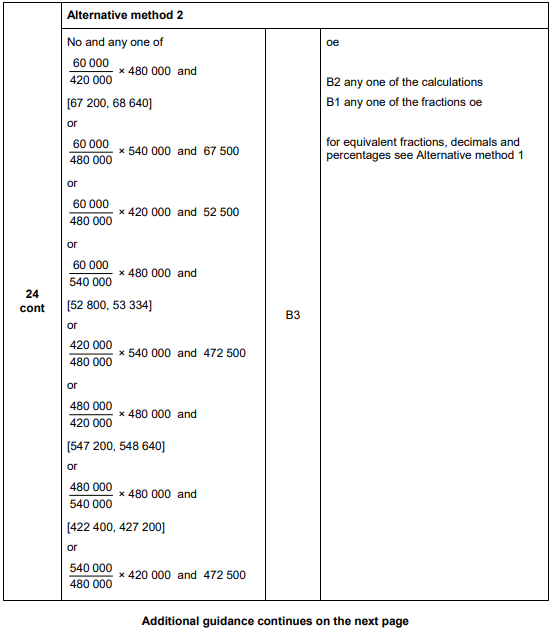 Alternative method 2
No and any one of
60 000
420 000
× 480 000 and
[67 200, 68 640]
or
60 000
480 000
× 540 000 and 67 500
or
60 000
480 000
× 420 000 and 52 500
or
60 000
540 000
× 480 000 and
[52 800, 53 334]
or
420 000
480 000
× 540 000 and 472 500
or
480 000
420 000
× 480 000 and
[547 200, 548 640]
or
480 000
540 000
× 480 000 and
[422 400, 427 200]
or
540 000
480 000
× 420 000 and 472 500
24
cont
B3
oe
B2 any one of the calculations
B1 any one of the fractions oe
for equivalent fractions, decimals and
percentages see Alternative method 1
Additional guidance continues on the next page